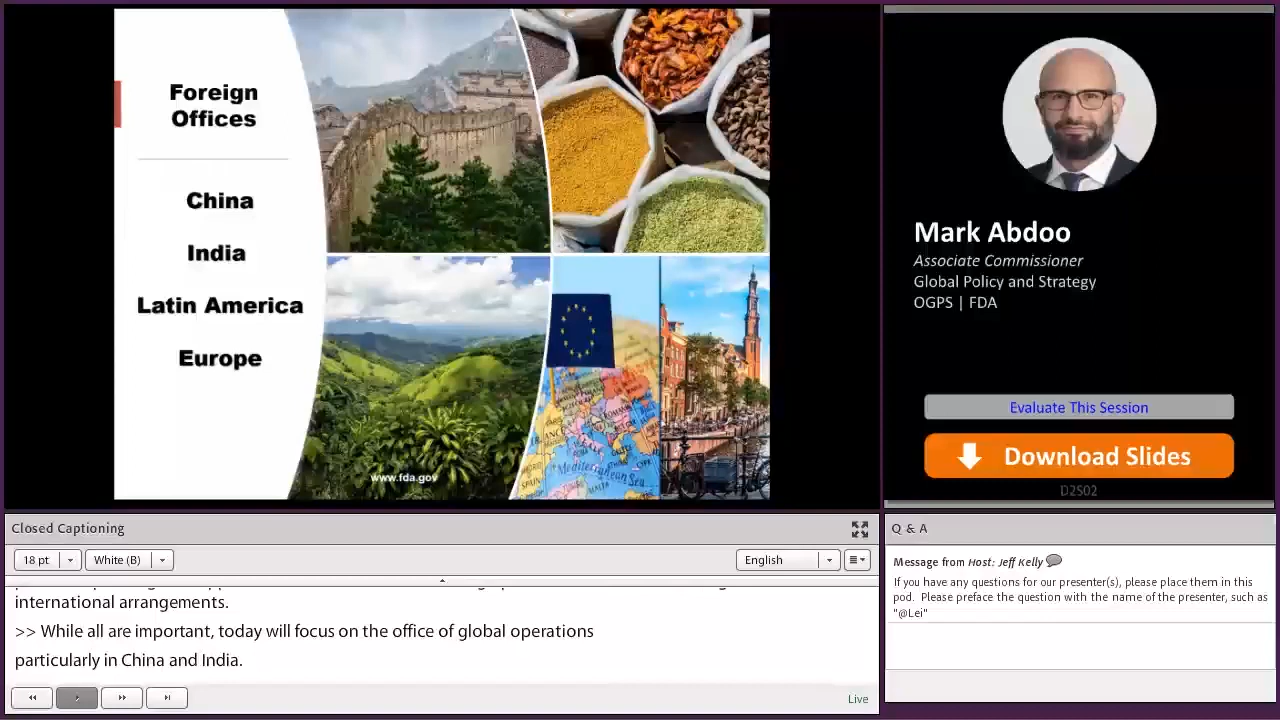 Foreign
Offices
China
India
Latin America
Europe
www.fda.gov
Mediterranean Sea
Mark Abdoo
Associate Commissioner
Global Policy and Strategy
OGPS | FDA
Evaluate This Session
Download Slides
D2S02
Closed Captioning
18 pt
White (B)
English
international arrangements.
>> While all are important, today will focus on the office of global operations
particularly in China and India.
Live
Q & A
Message from Host: Jeff Kelly
If you have any questions for our presenter(s), please place them in this
pod. Please preface the question with the name of the presenter, such as
"@Lei"